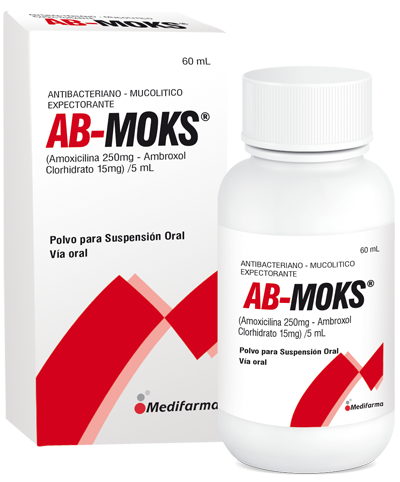 AB-MOKS
60 mL
ANTIBACTERIANO - MUCOLITICO
EXPECTORANTE
AB-MOKS®
(Amoxicilina 250mg - Ambroxol
Clorhidrato 15mg) /5 mL
Polvo para Suspensión Oral
Vía oral
Medifarma
60 mL
ANTIBACTERIANO - MUCOLITICO
EXPECTORANTE
AB-MOKS®
(Amoxicilina 250mg - Ambroxol
Clorhidrato 15mg) /5 mL
Polvo para Suspensión Oral
Vía oral
Medifarma